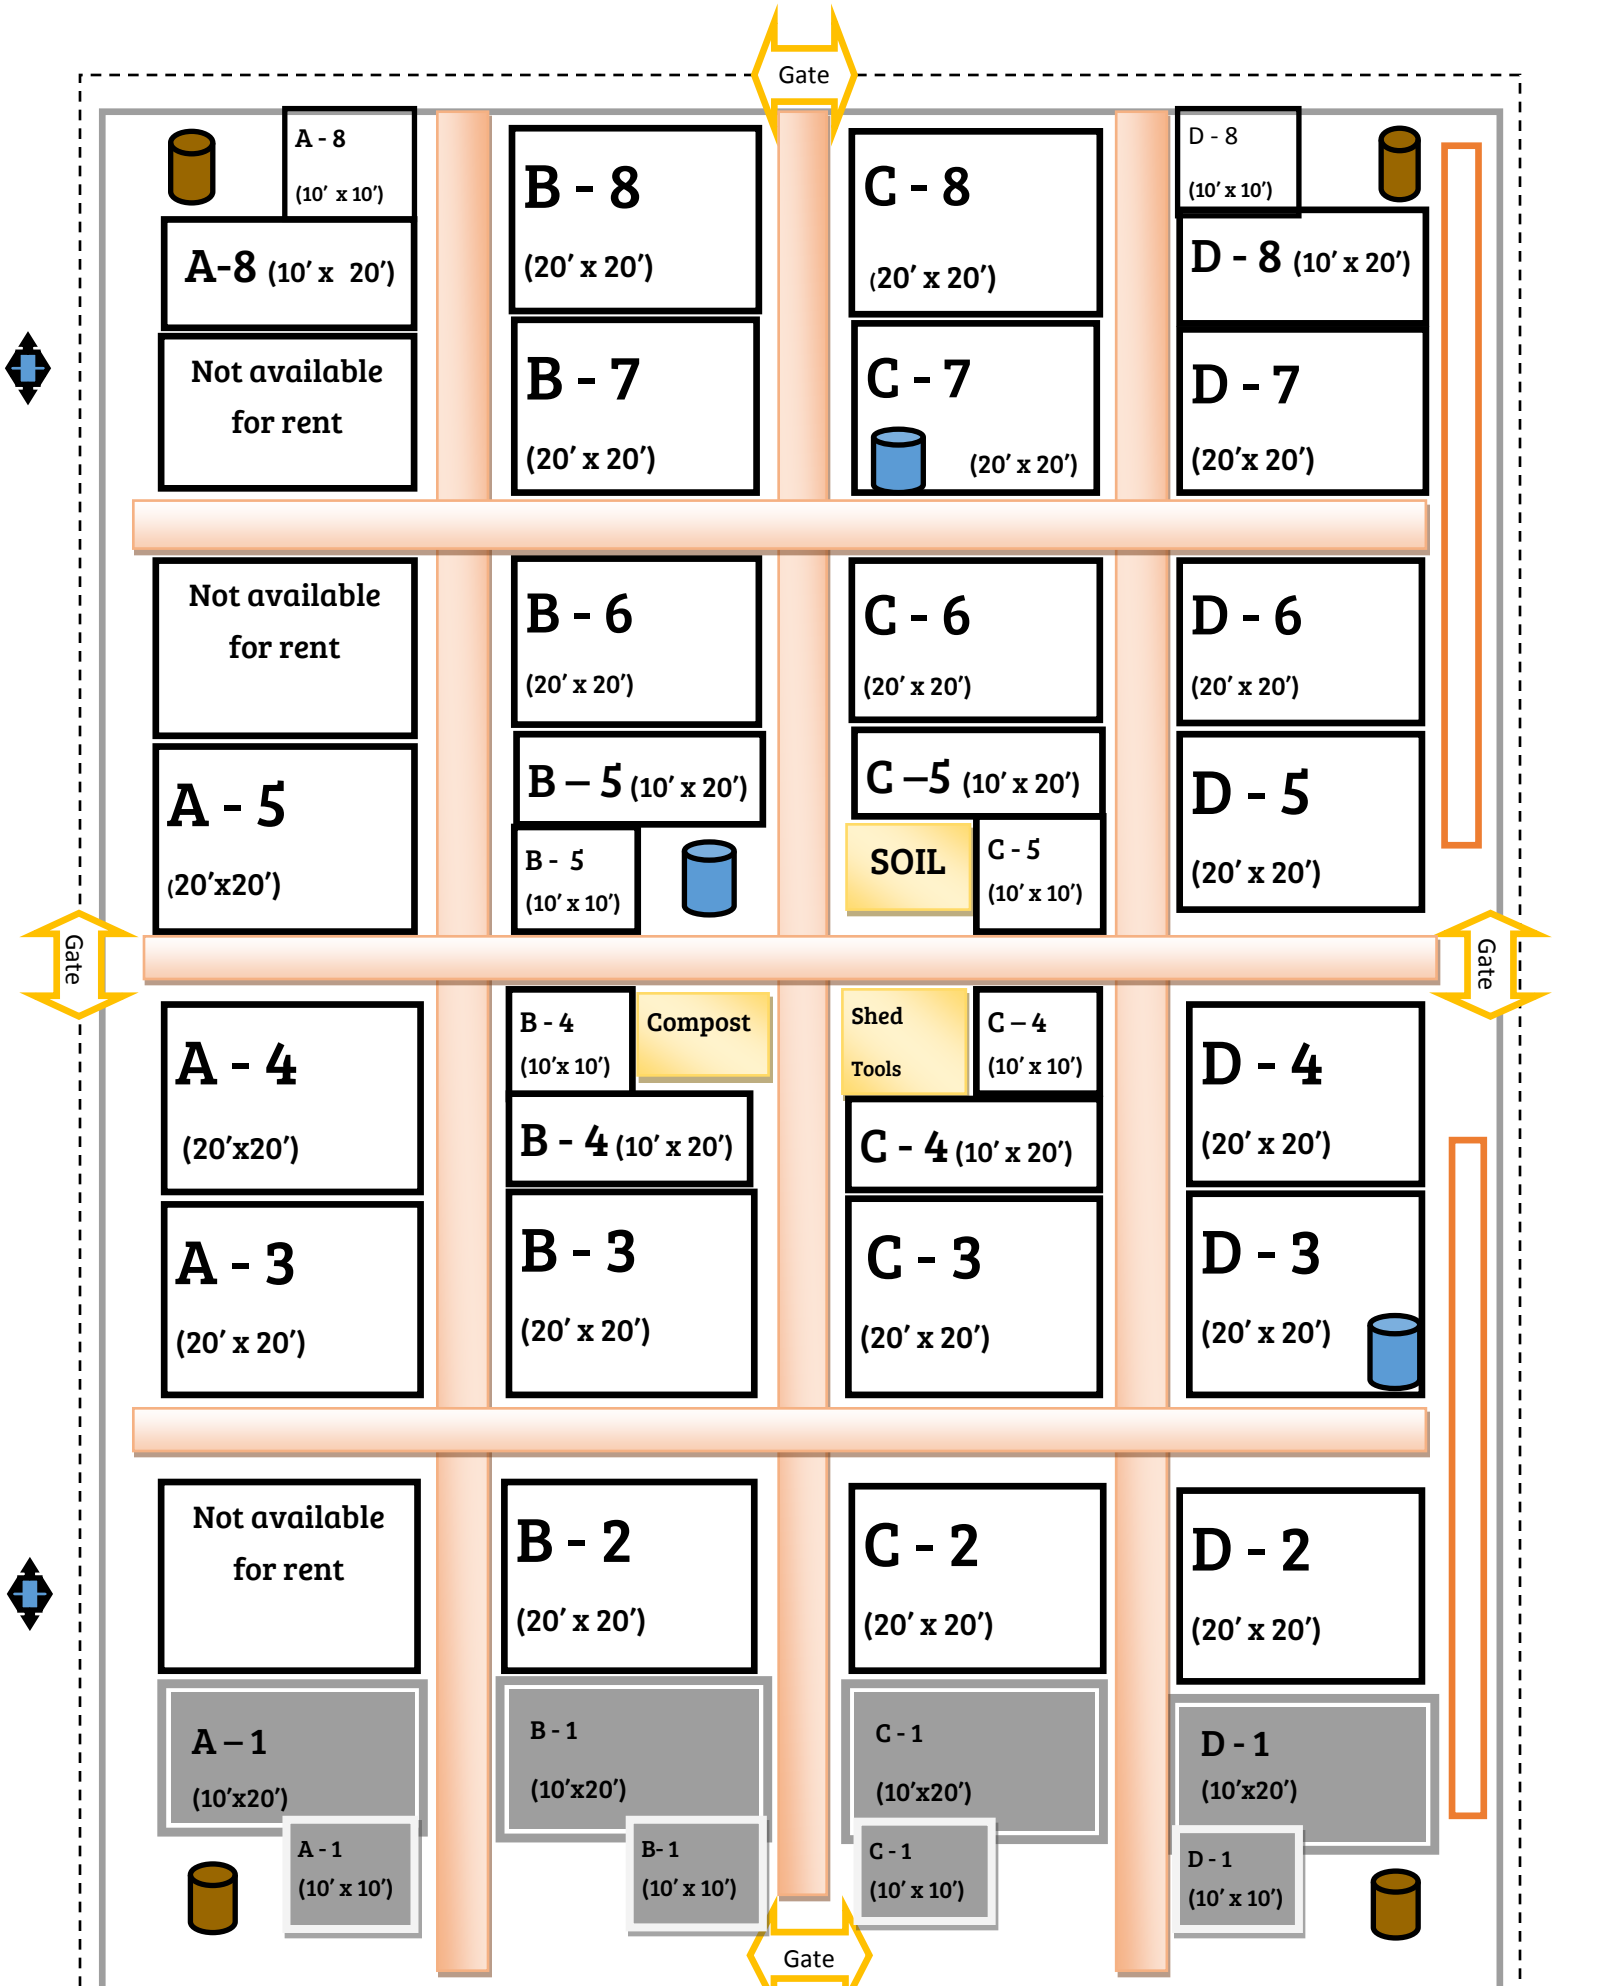 Gate
A - 8
(10′ x 10′)
A-8 (10′ x 20′)
B - 8
(20′ x 20′)
C - 8
(20′ x 20′)
D - 8
(10′ x 10′)
D - 8 (10′ x 20′)
Not available
for rent
B - 7
(20′ x 20′)
C - 7
(20′ x 20′)
D - 7
(20′x 20′)
Not available
for rent
B - 6
(20′ x 20′)
C - 6
(20′ x 20′)
D - 6
(20′ x 20′)
A - 5
(20′x20′)
B – 5 (10′ x 20′)
B - 5
(10′ x 10′)
C –5 (10′ x 20′)
SOIL
C - 5
(10′ x 10′)
D - 5
(20′ x 20′)
Gate
Gate
A - 4
(20′x20′)
B - 4
(10′x 10′)
Compost
B - 4 (10′ x 20′)
Shed
Tools
C – 4
(10′ x 10′)
C - 4 (10′ x 20′)
D - 4
(20′ x 20′)
A - 3
(20′ x 20′)
B - 3
(20′ x 20′)
C - 3
(20′ x 20′)
D - 3
(20′ x 20′)
Not available
for rent
B - 2
(20′ x 20′)
C - 2
(20′ x 20′)
D - 2
(20′ x 20′)
A – 1
(10′x20′)
B - 1
(10′x20′)
C - 1
(10′x20′)
D - 1
(10′x20′)
A - 1
(10′ x 10′)
B- 1
(10′ x 10′)
C - 1
(10′ x 10′)
D - 1
(10′ x 10′)
Gate